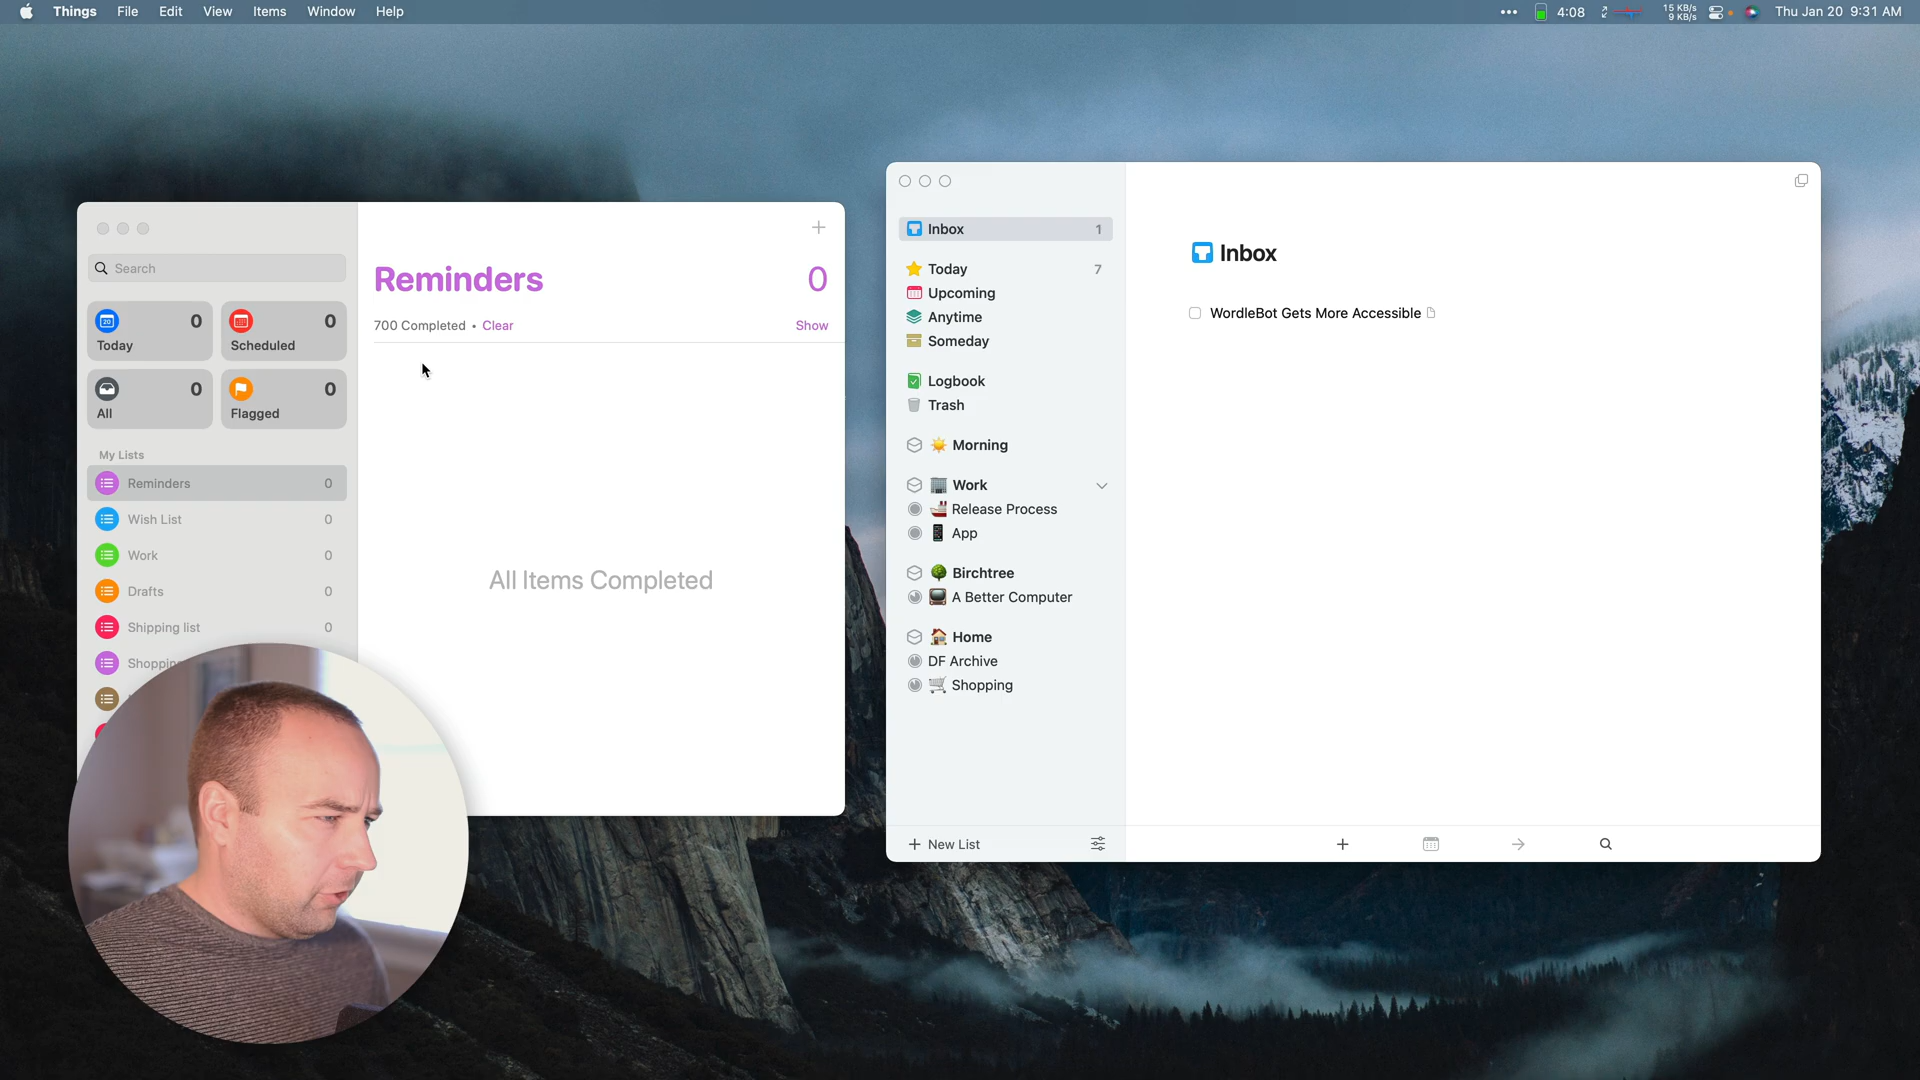 Things File Edit View Items Window Help
4:08 15 KB/s 9 KB/s Thu Jan 20 9:31 AM
Search
20
Today 0
Scheduled 0
All 0
Flagged 0
My Lists
Reminders 0
Wish List 0
Work 0
Drafts 0
Shipping list 0
Reminders 0
700 Completed • Clear Show
All Items Completed
Inbox 1
Today 7
Upcoming
Anytime
Someday
Logbook
Trash
Morning
Work
Release Process
App
Birchtree
A Better Computer
Home
DF Archive
Shopping
New List
Inbox
WordleBot Gets More Accessible